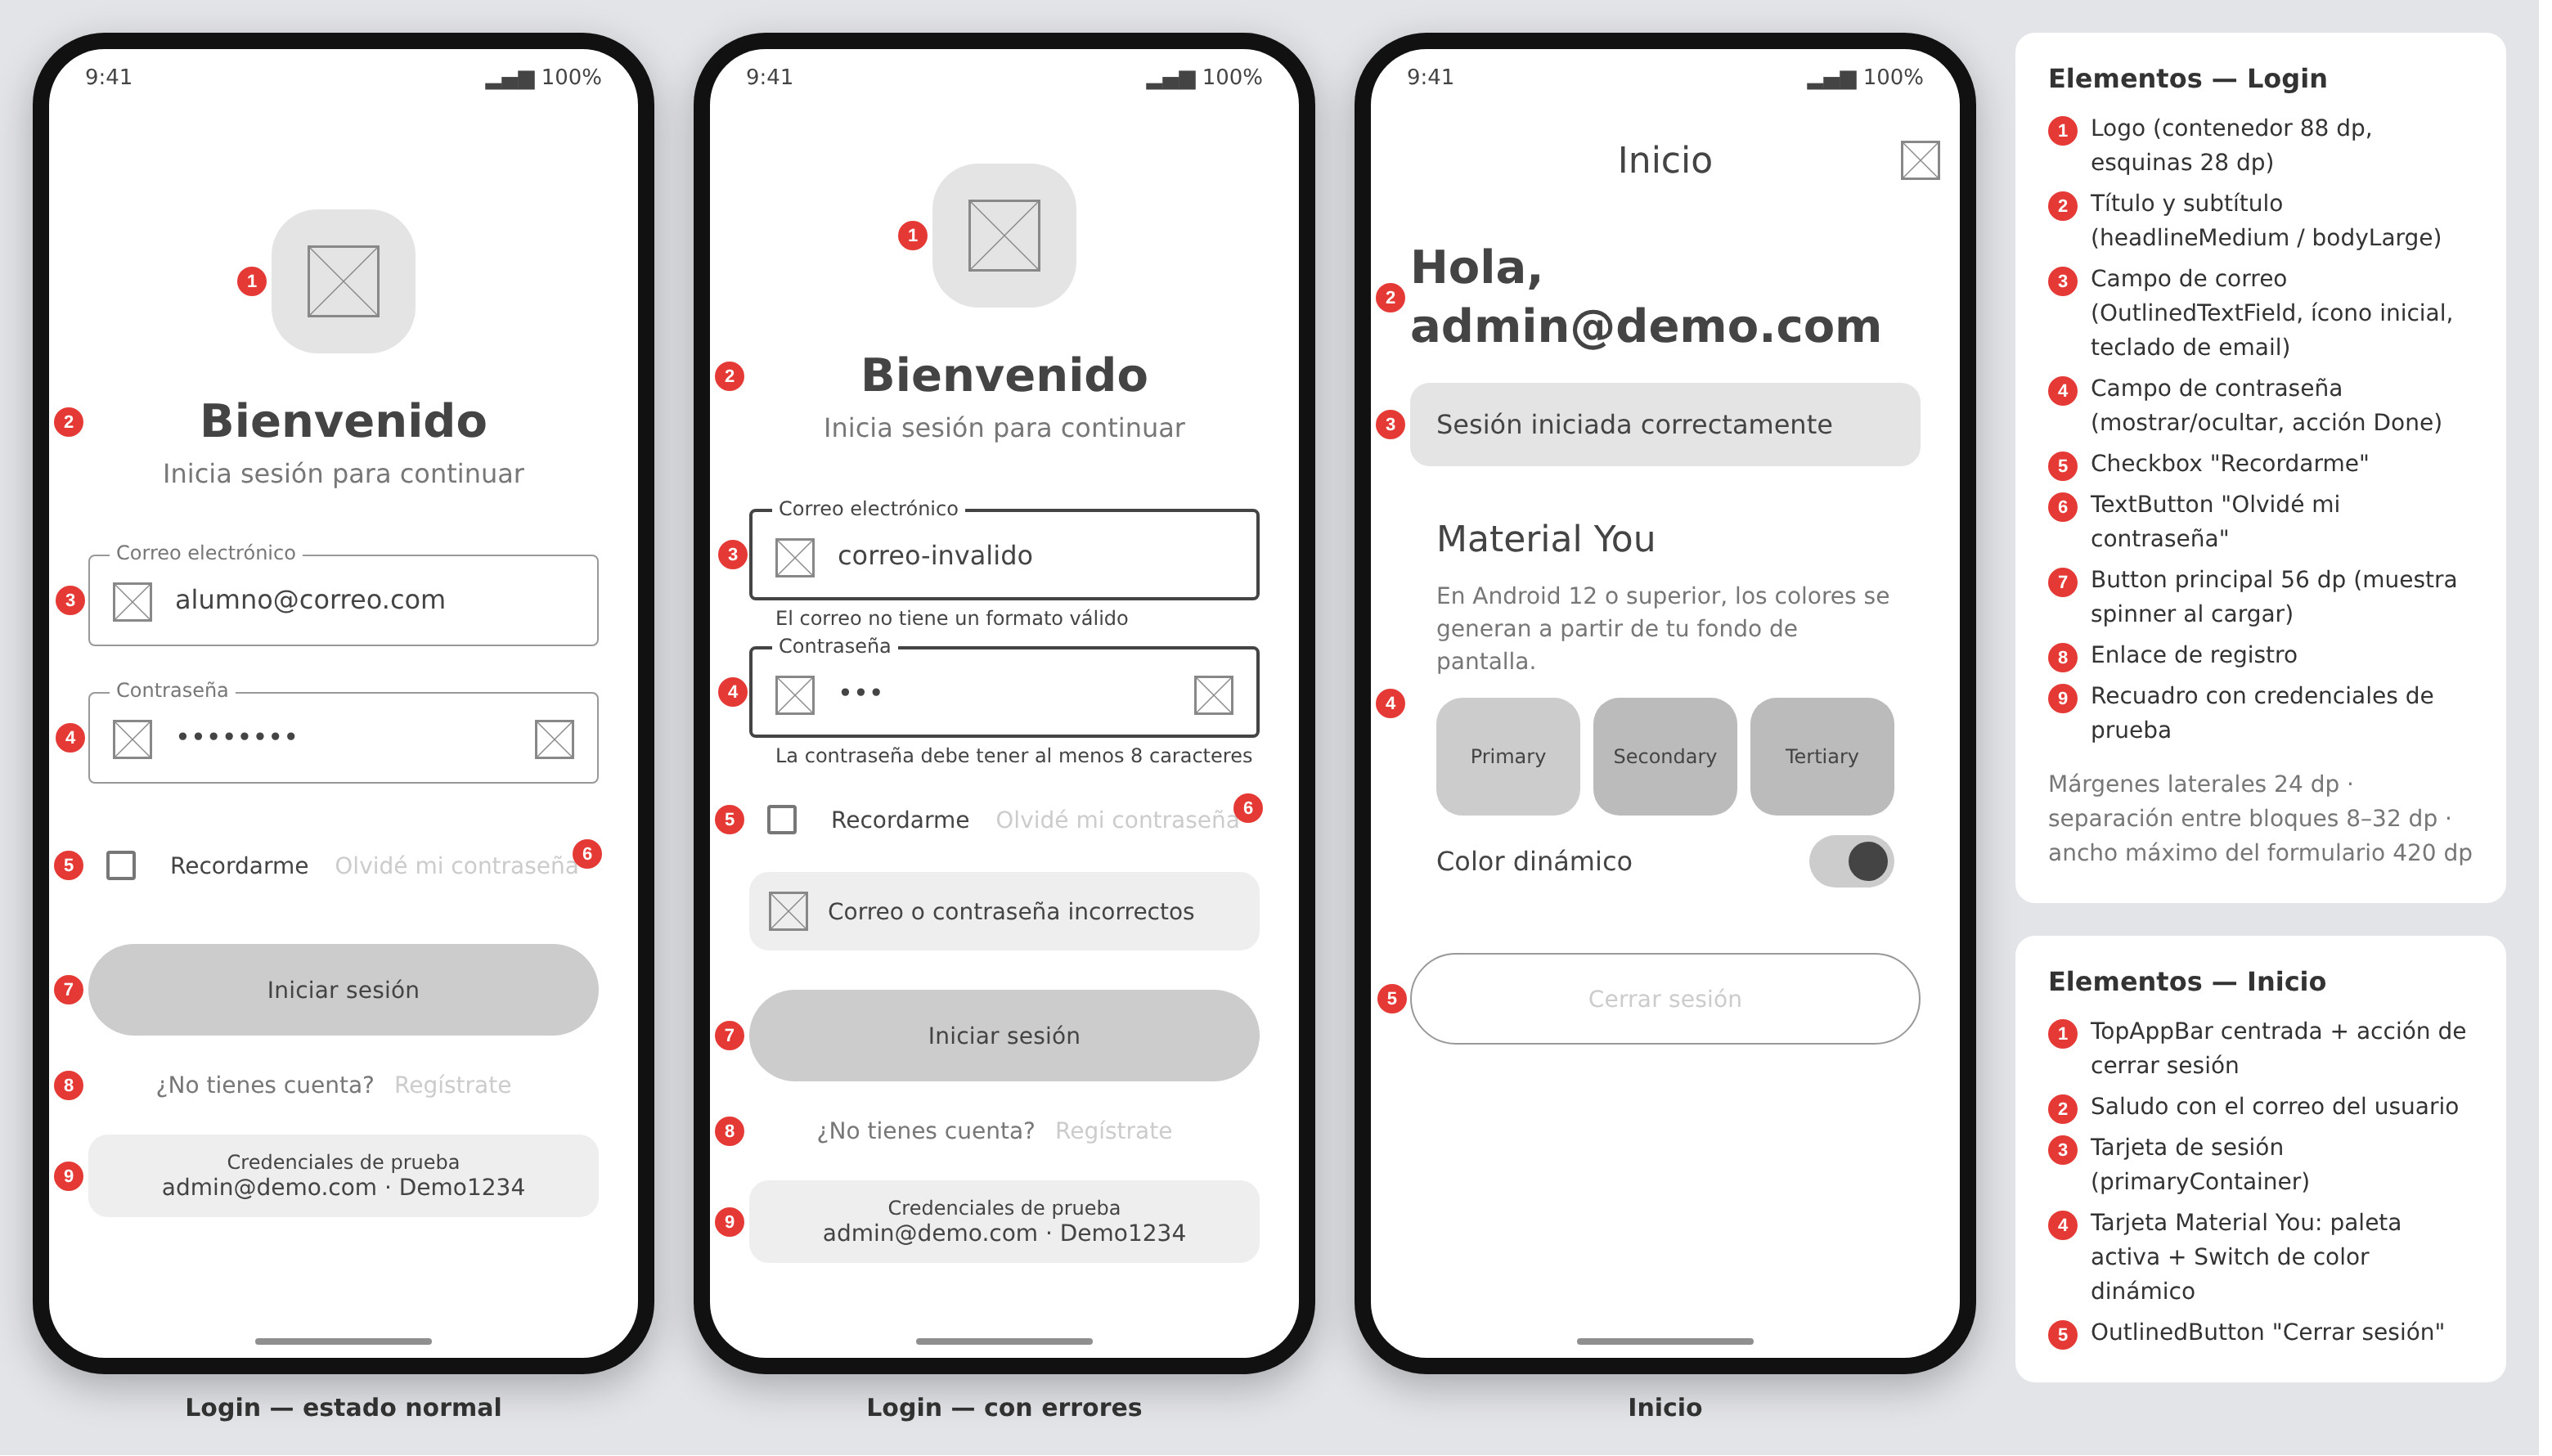 9:41
100%
1
2
Bienvenido
Inicia sesión para continuar
Correo electrónico
3
alumno@correo.com
Contraseña
4
••••••••
5
Recordarme
Olvidé mi contraseña
6
7
Iniciar sesión
8
¿No tienes cuenta? Regístrate
9
Credenciales de prueba
admin@demo.com · Demo1234
Login — estado normal
9:41
100%
1
2
Bienvenido
Inicia sesión para continuar
Correo electrónico
3
correo-invalido
El correo no tiene un formato válido
Contraseña
4
•••
La contraseña debe tener al menos 8 caracteres
5
Recordarme
Olvidé mi contraseña
6
Correo o contraseña incorrectos
7
Iniciar sesión
8
¿No tienes cuenta? Regístrate
9
Credenciales de prueba
admin@demo.com · Demo1234
Login — con errores
9:41
100%
Inicio
2
Hola,
admin@demo.com
3
Sesión iniciada correctamente
Material You
En Android 12 o superior, los colores se
generan a partir de tu fondo de
pantalla.
4
Primary
Secondary
Tertiary
Color dinámico
5
Cerrar sesión
Inicio
Elementos — Login
1 Logo (contenedor 88 dp,
esquinas 28 dp)
2 Título y subtítulo
(headlineMedium / bodyLarge)
3 Campo de correo
(OutlinedTextField, ícono inicial,
teclado de email)
4 Campo de contraseña
(mostrar/ocultar, acción Done)
5 Checkbox "Recordarme"
6 TextButton "Olvidé mi
contraseña"
7 Button principal 56 dp (muestra
spinner al cargar)
8 Enlace de registro
9 Recuadro con credenciales de
prueba
Márgenes laterales 24 dp ·
separación entre bloques 8–32 dp ·
ancho máximo del formulario 420 dp
Elementos — Inicio
1 TopAppBar centrada + acción de
cerrar sesión
2 Saludo con el correo del usuario
3 Tarjeta de sesión
(primaryContainer)
4 Tarjeta Material You: paleta
activa + Switch de color
dinámico
5 OutlinedButton "Cerrar sesión"